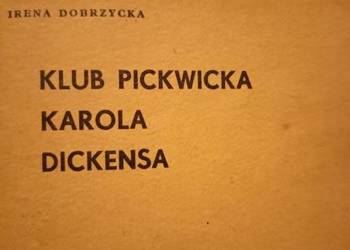 IRENA DOBRZYCKA
KLUB PICKWICKA
KAROLA
DICKENSA